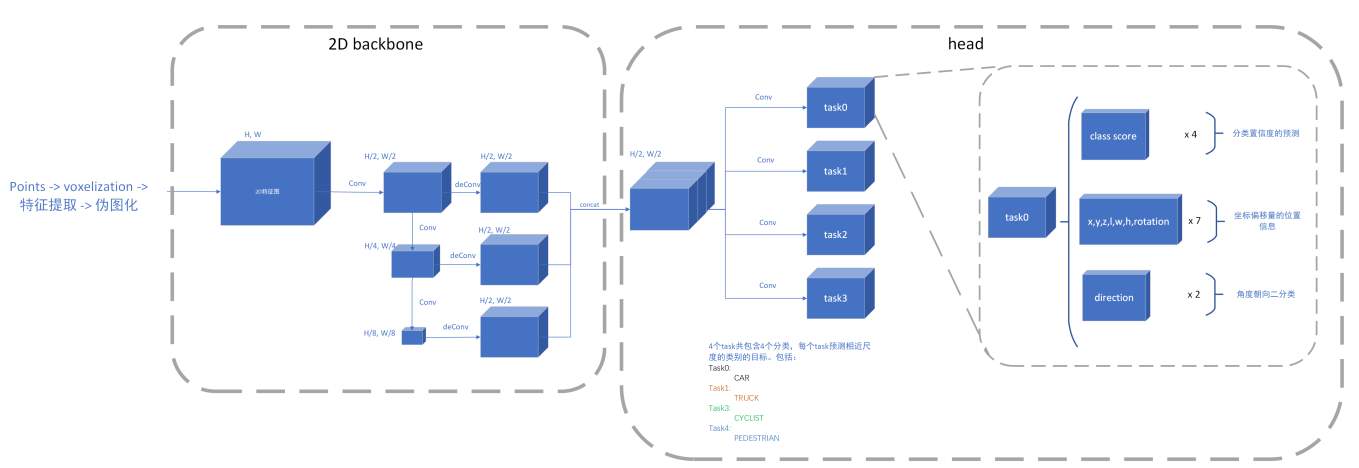 2D backbone
H, W
2D特征图
Points -> voxelization ->
特征提取 -> 伪图化
Conv
H/2, W/2
deConv
H/2, W/2
Conv
H/4, W/4
deConv
H/2, W/2
Conv
H/8, W/8
deConv
H/2, W/2
concat
head
H/2, W/2
Conv
task0
Conv
task1
Conv
task2
Conv
task3
4个task共包含4个分类，每个task预测相近尺
度的类别的目标。包括：
Task0:
CAR
Task1:
TRUCK
Task3:
CYCLIST
Task4:
PEDESTRIAN
task0
class score
x 4
分类置信度的预测
x,y,z,l,w,h,rotation
x 7
坐标偏移量的位置
信息
direction
x 2
角度朝向二分类